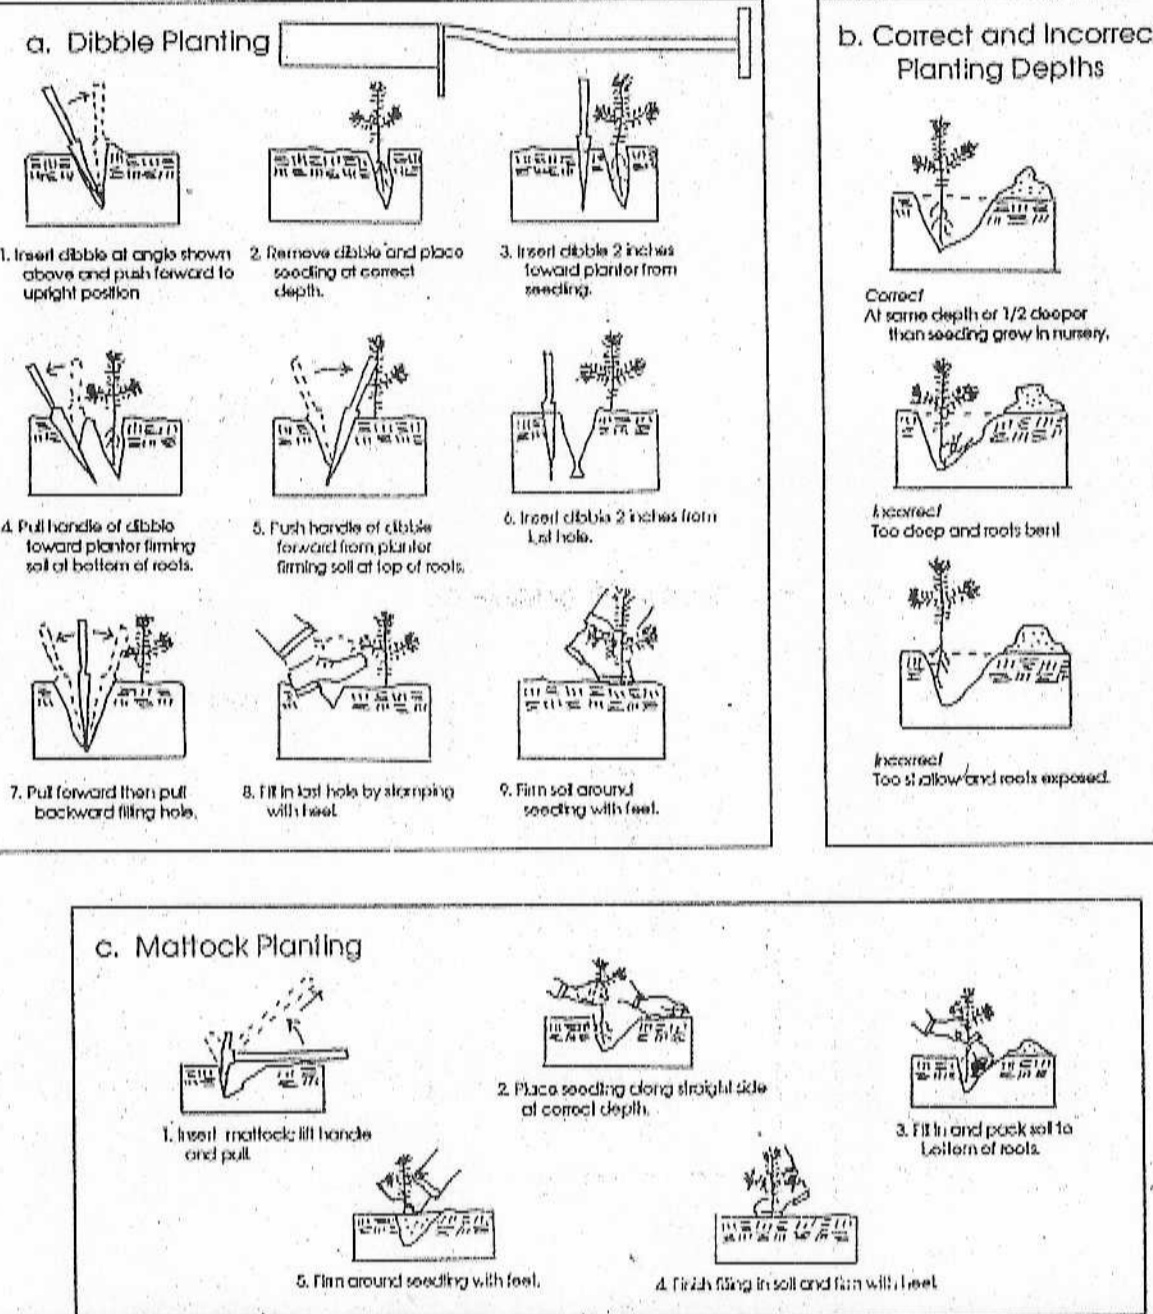 a. Dibble Planting
1. Insert dibble at angle shown
above and push forward to
upright position
2. Remove dibble and place
seedling at correct
depth.
3. Insert dibble 2 inches
toward planter from
seedling.
4. Pull handle of dibble
toward planter firming
soil at bottom of roots.
5. Push handle of dibble
forward from planter
firming soil at top of roots.
6. Insert dibble 2 inches from
last hole.
7. Pull forward then pull
backward filling hole.
8. Fill in last hole by stomping
with heel.
9. Firm soil around
seedling with feet.
b. Correct and Incorrec
Planting Depths
Correct
At same depth or 1/2 deeper
than seeding grow in nursery.
Incorrect
Too deep and roots bent
Incorrect
Too shallow and roots exposed.
c. Mattock Planting
1. Insert mattock: lift handle
and pull.
2. Place seedling along straight side
at correct depth.
3. Fill in and pack soil to
bottom of roots.
5. Firm around seedling with feet.
4. Finish filling in soil and firm with heel